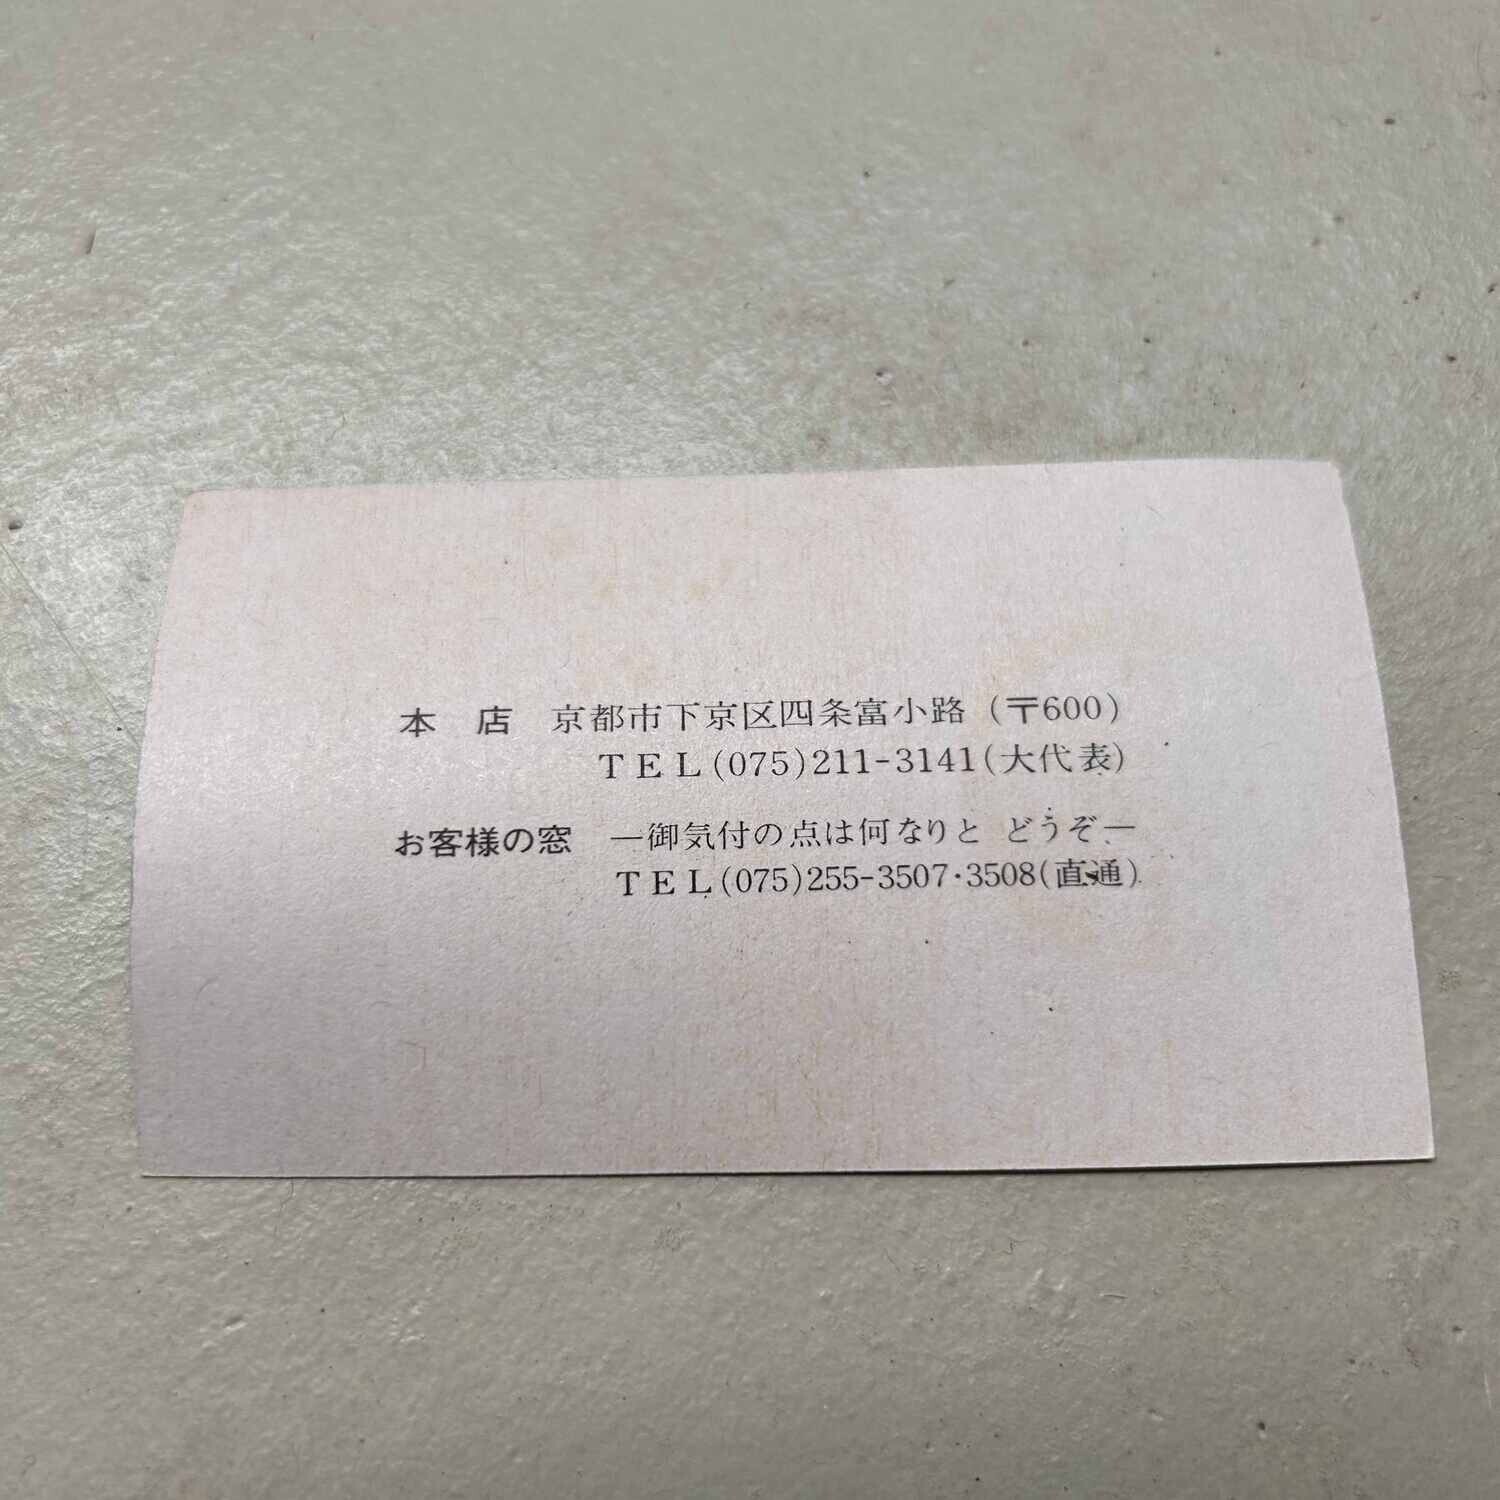 本　店　京都市下京区四条富小路（〒600）
ＴＥＬ(075)211-3141(大代表)
お客様の窓　―御気付の点は何なりと どうぞ―
ＴＥＬ(075)255-3507・3508(直通)